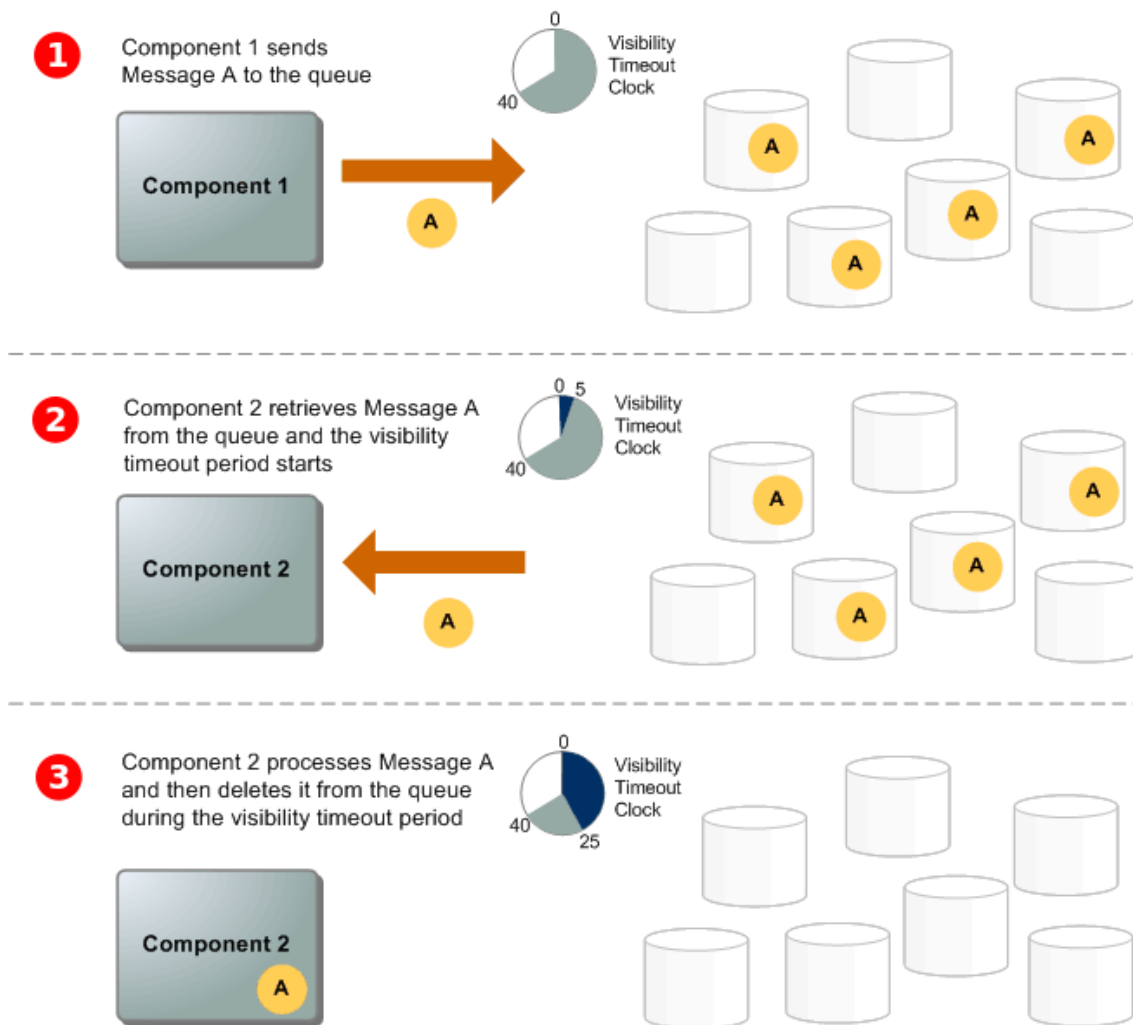 1
Component 1 sends
Message A to the queue
0
40
Visibility
Timeout
Clock
Component 1
A
A
A
A
A
2
Component 2 retrieves Message A
from the queue and the visibility
timeout period starts
0 5
40
Visibility
Timeout
Clock
Component 2
A
A
A
A
A
3
Component 2 processes Message A
and then deletes it from the queue
during the visibility timeout period
0
40
25
Visibility
Timeout
Clock
Component 2
A